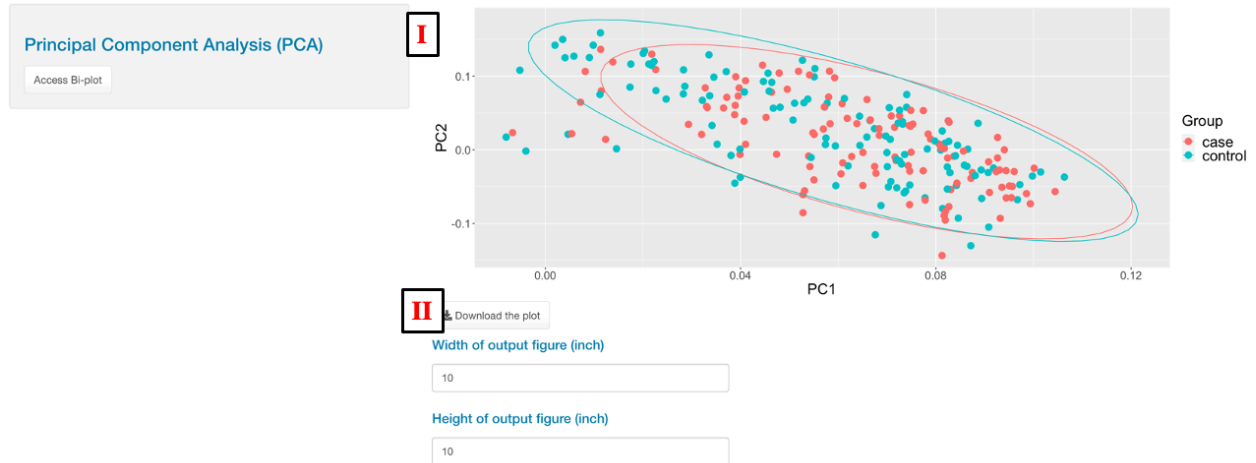 Principal Component Analysis (PCA)
Access Bi-plot
I
PC2
0.1
0.0
-0.1
0.00
0.04
0.08
0.12
PC1
Group
case
control
II
Download the plot
Width of output figure (inch)
10
Height of output figure (inch)
10